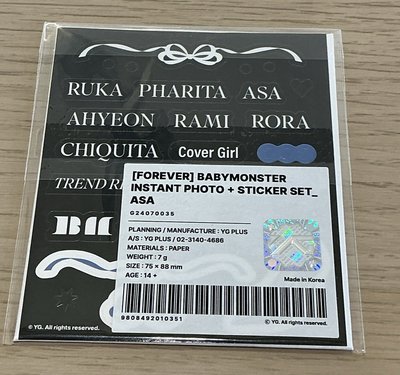 RUKA PHARITA ASA
AHYEON RAMI RORA
CHIQUITA Cover Girl
TREND RE
[FOREVER] BABYMONSTER
INSTANT PHOTO + STICKER SET_
ASA
G24070035
PLANNING / MANUFACTURE : YG PLUS
A/S : YG PLUS / 02-3140-4686
MATERIALS : PAPER
WEIGHT : 7 g
SIZE : 75 × 88 mm
AGE : 14 +
Made in Korea
9808492010351
© YG. All rights reserved.
© YG. All rights reserved.